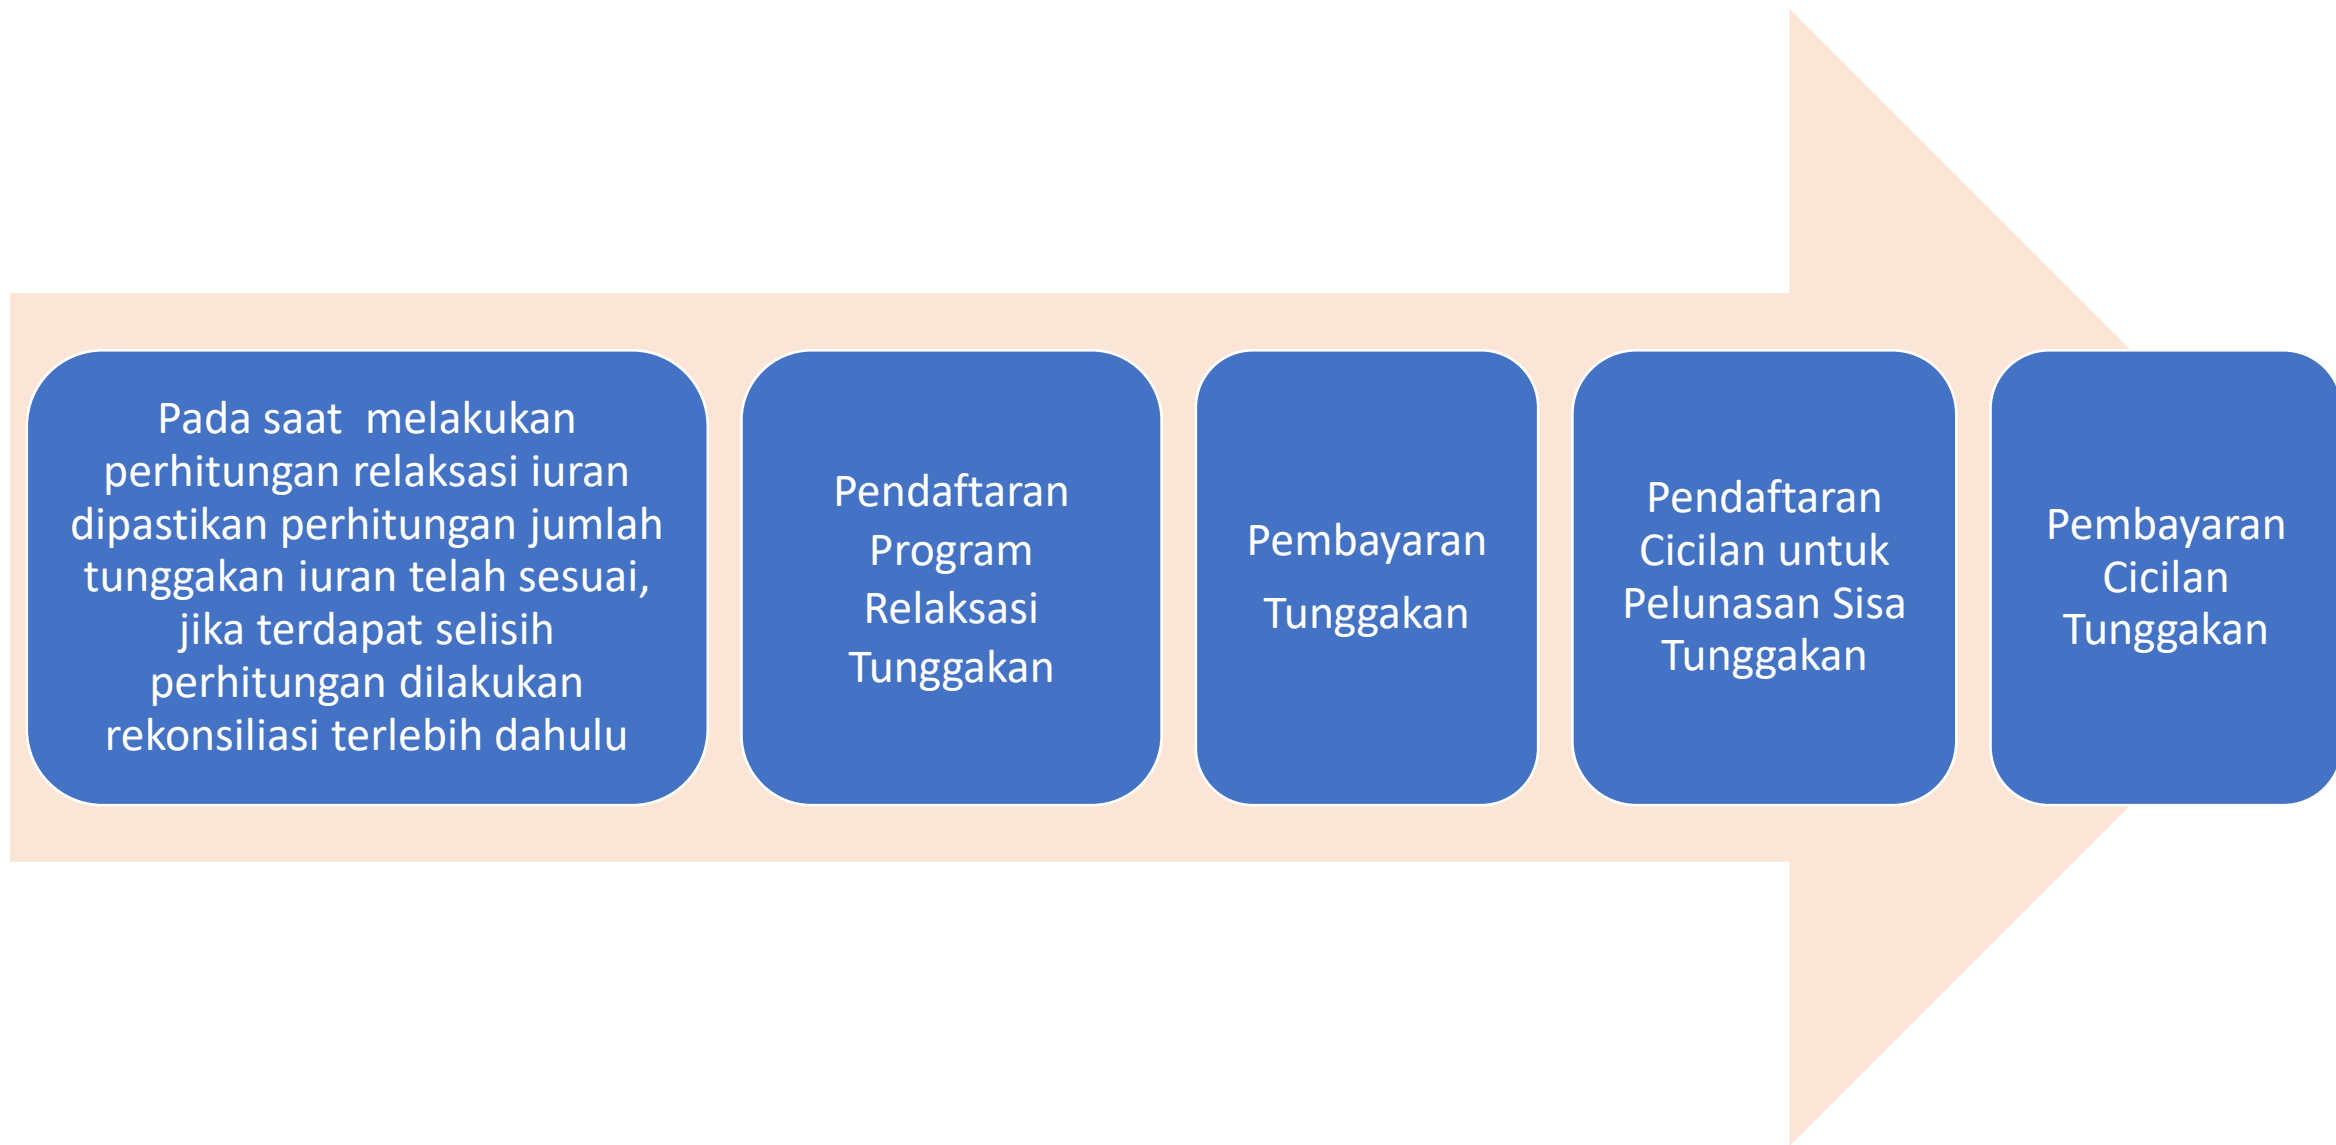 Pada saat  melakukan
perhitungan relaksasi iuran
dipastikan perhitungan jumlah
tunggakan iuran telah sesuai,
jika terdapat selisih
perhitungan dilakukan
rekonsiliasi terlebih dahulu
Pendaftaran
Program
Relaksasi
Tunggakan
Pembayaran
Tunggakan
Pendaftaran
Cicilan untuk
Pelunasan Sisa
Tunggakan
Pembayaran
Cicilan
Tunggakan